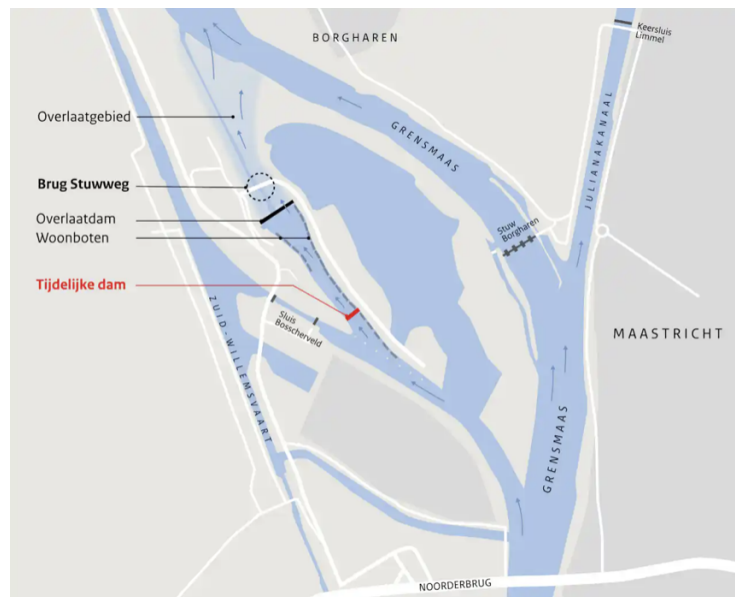 BORGHAREN
Keersluis
Limmel
Overlaatgebied
GRENSMAAS
JULIANAKANAAL
Brug Stuwweg
Overlaatdam
Woonboten
Stuw
Borgharen
Tijdelijke dam
Sluis
Bosscherveld
ZUID-WILLEMSVAART
MAASTRICHT
GRENSMAAS
NOORDERBRUG